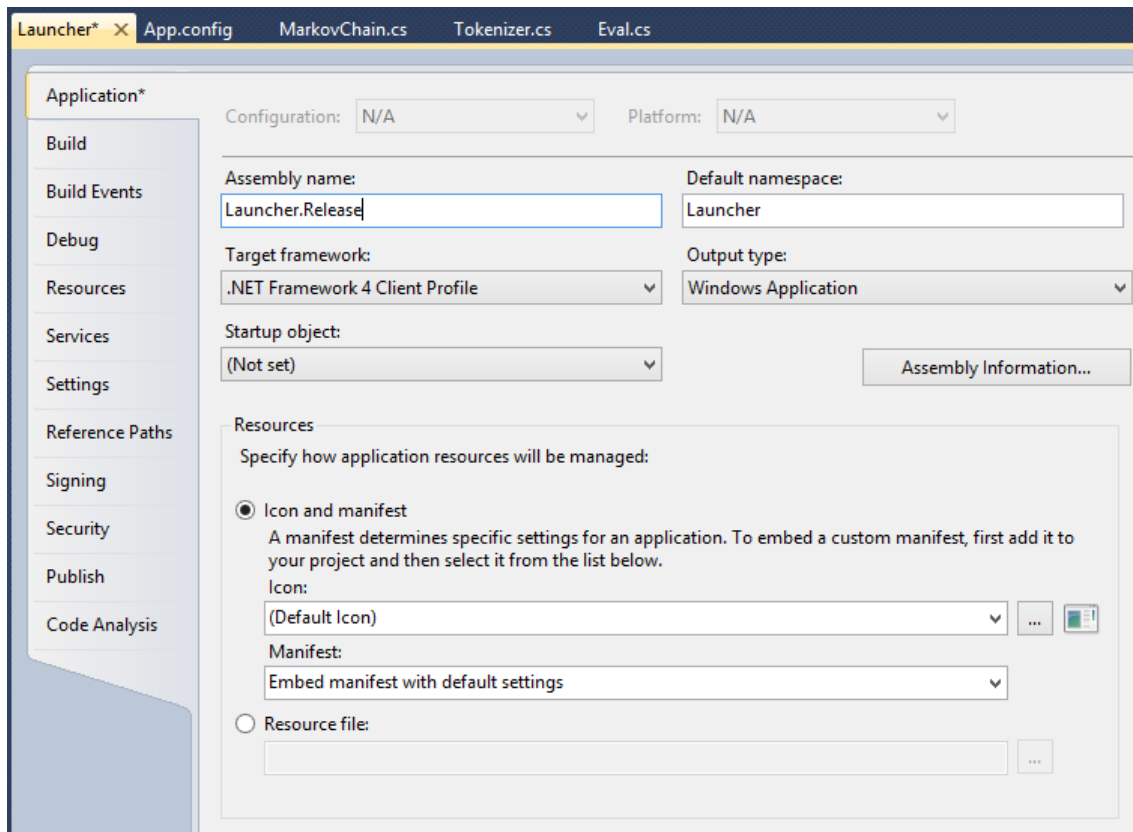 Launcher* App.config MarkovChain.cs Tokenizer.cs Eval.cs
Application*
Build
Build Events
Debug
Resources
Services
Settings
Reference Paths
Signing
Security
Publish
Code Analysis
Configuration: N/A Platform: N/A
Assembly name: Default namespace:
Launcher.Release Launcher
Target framework: Output type:
.NET Framework 4 Client Profile Windows Application
Startup object:
(Not set) Assembly Information...
Resources
Specify how application resources will be managed:
Icon and manifest
A manifest determines specific settings for an application. To embed a custom manifest, first add it to
your project and then select it from the list below.
Icon:
(Default Icon) ...
Manifest:
Embed manifest with default settings
Resource file:
...